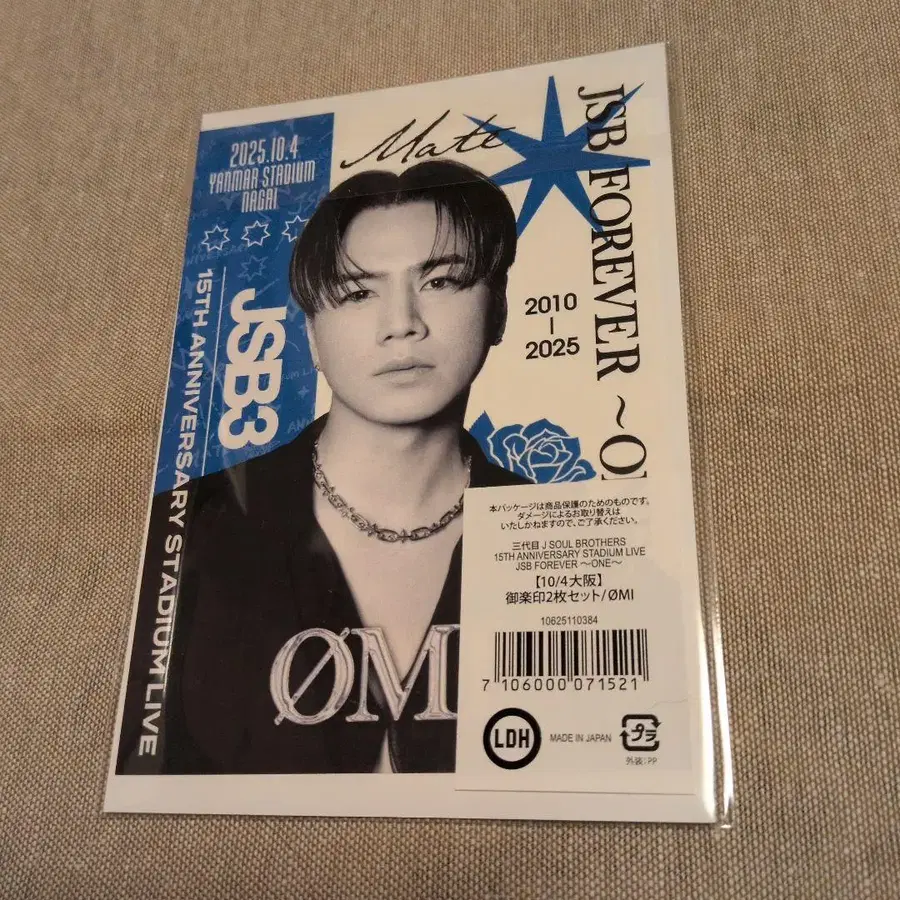 2025.10.4
YANMAR STADIUM
NAGAI
Mate
JSB FOREVER ~O
2010
2025
JSB3
15TH ANNIVERSARY STADIUM LIVE
ØM
本パッケージは商品保護のためのものです。
ダメージによるお取り替えは
いたしかねますので、ご了承ください。
三代目 J SOUL BROTHERS
15TH ANNIVERSARY STADIUM LIVE
JSB FOREVER 〜ONE〜
【10/4大阪】
御楽印2枚セット/ØMI
10625110384
7 106000 071521
LDH
MADE IN JAPAN
プラ
外装:PP